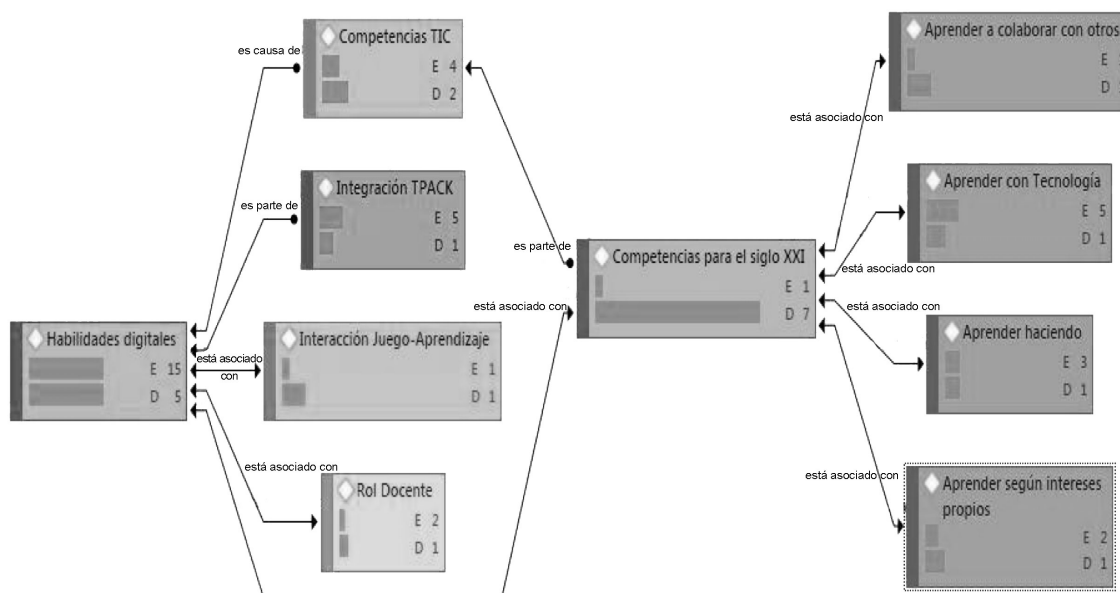 Competencias TIC
E 4
D 2
es causa de
Integración TPACK
E 5
D 1
es parte de
Habilidades digitales
E 15
D 5
está asociado
con
Interacción Juego-Aprendizaje
E 1
D 1
está asociado con
Rol Docente
E 2
D 1
es parte de
está asociado con
Competencias para el siglo XXI
E 1
D 7
Aprender a colaborar con otros
E
D
está asociado con
Aprender con Tecnología
E 5
D 1
está asociado con
está asociado con
Aprender haciendo
E 3
D 1
está asociado con
Aprender según intereses
propios
E 2
D 1